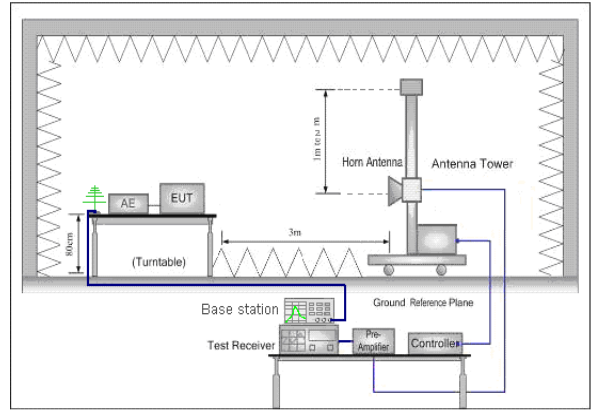 1m to 4 m
Horn Antenna
Antenna Tower
AE
EUT
80cm
(Turntable)
3m
Ground Reference Plane
Base station
Test Receiver
Pre-
Amplifier
Controller